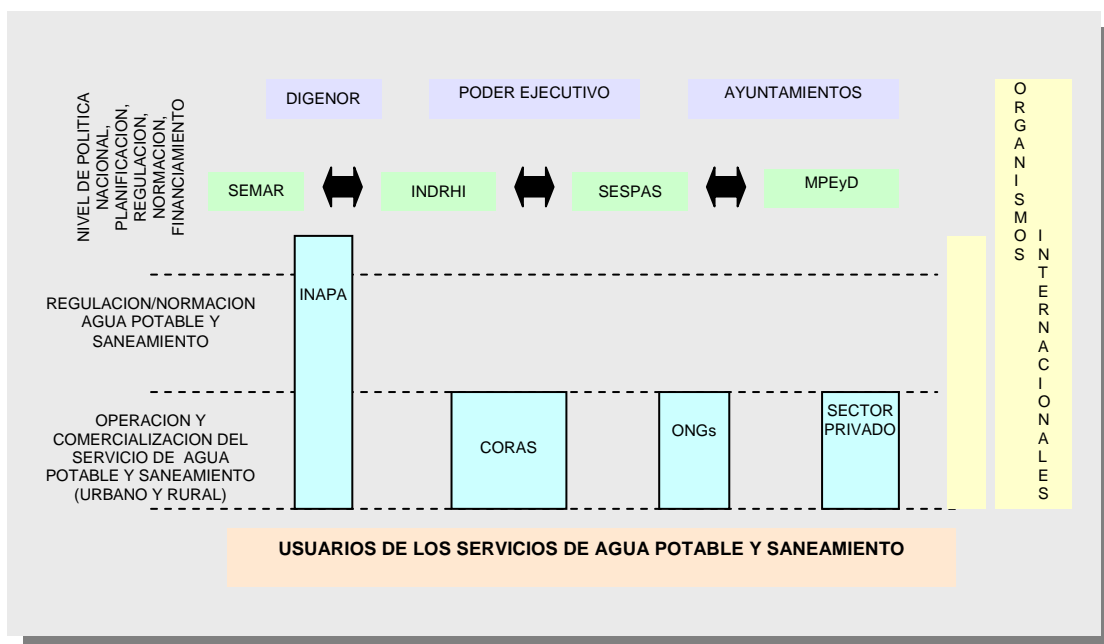 NIVEL DE POLITICA
NACIONAL,
PLANIFICACION,
REGULACION,
NORMACION,
FINANCIAMIENTO
DIGENOR
PODER EJECUTIVO
AYUNTAMIENTOS
SEMAR
INDRHI
SESPAS
MPEyD
ORGANISMOS
INTERNACIONALES
REGULACION/NORMACION
AGUA POTABLE Y
SANEAMIENTO
INAPA
OPERACION Y
COMERCIALIZACION DEL
SERVICIO DE AGUA
POTABLE Y SANEAMIENTO
(URBANO Y RURAL)
CORAS
ONGs
SECTOR
PRIVADO
USUARIOS DE LOS SERVICIOS DE AGUA POTABLE Y SANEAMIENTO